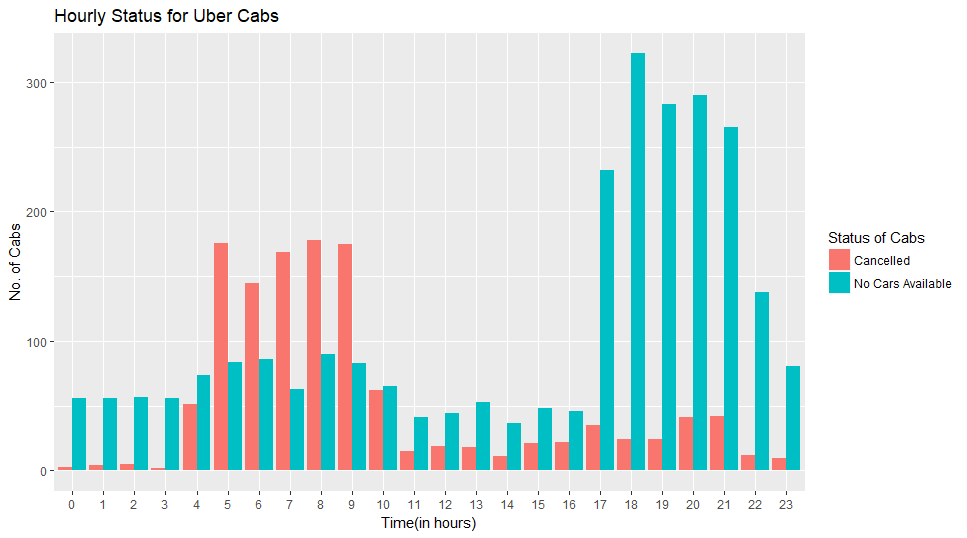 Hourly Status for Uber Cabs
300
200
100
0
No. of Cabs
0 1 2 3 4 5 6 7 8 9 10 11 12 13 14 15 16 17 18 19 20 21 22 23
Time(in hours)
Status of Cabs
Cancelled
No Cars Available